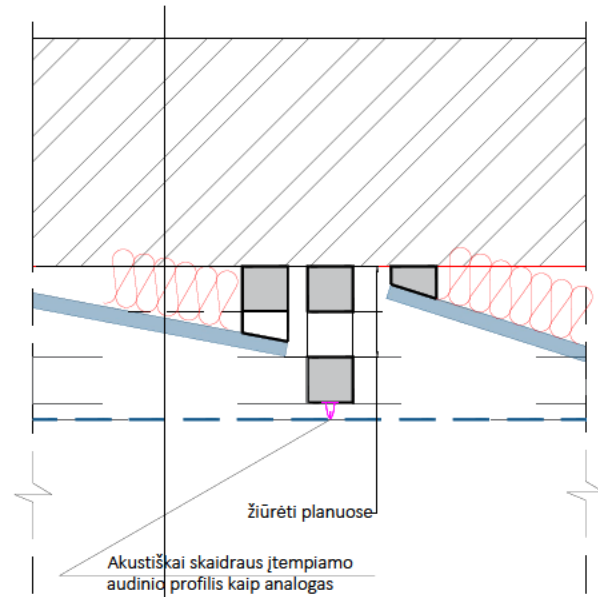 žiūrėti planuose
Akustiškai skaidraus įtempiamo
audinio profilis kaip analogas